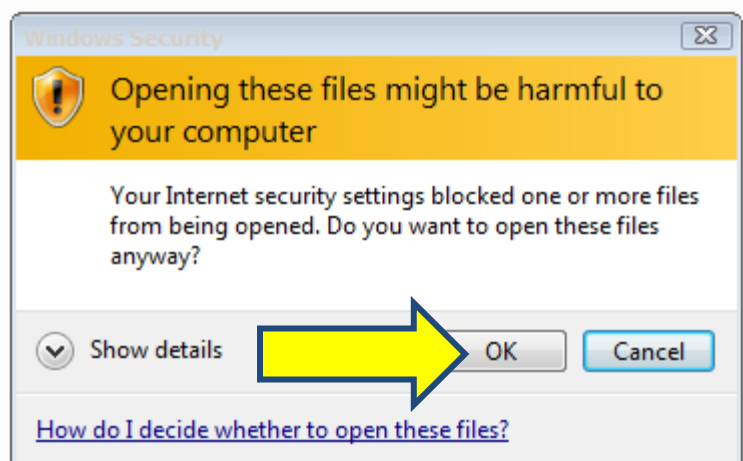 Windows Security
Opening these files might be harmful to
your computer
Your Internet security settings blocked one or more files
from being opened. Do you want to open these files
anyway?
Show details
OK
Cancel
How do I decide whether to open these files?